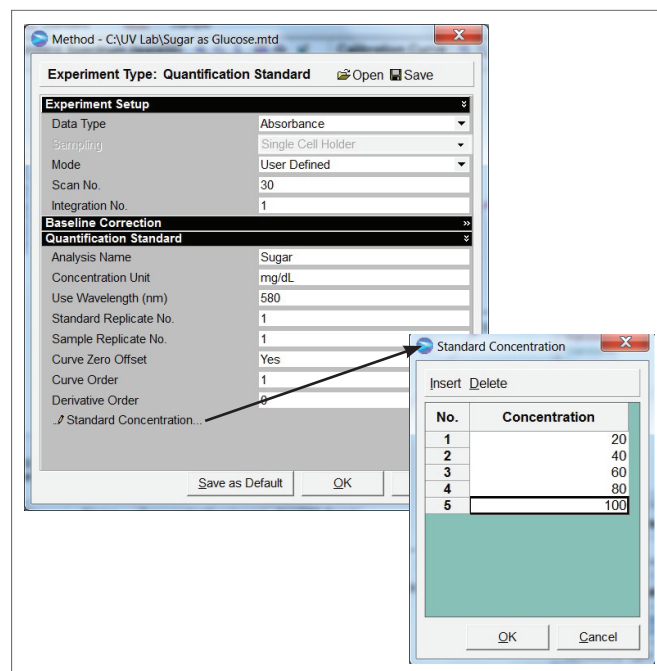 Method - C:\UV Lab\Sugar as Glucose.mtd
Experiment Type: Quantification Standard Open Save
Experiment Setup
Data Type Absorbance
Sampling Single Cell Holder
Mode User Defined
Scan No. 30
Integration No. 1
Baseline Correction
Quantification Standard
Analysis Name Sugar
Concentration Unit mg/dL
Use Wavelength (nm) 580
Standard Replicate No. 1
Sample Replicate No. 1
Curve Zero Offset Yes
Curve Order 1
Derivative Order 0
Standard Concentration...
Save as Default OK
Standard Concentration
Insert Delete
No. Concentration
1 20
2 40
3 60
4 80
5 100
OK Cancel